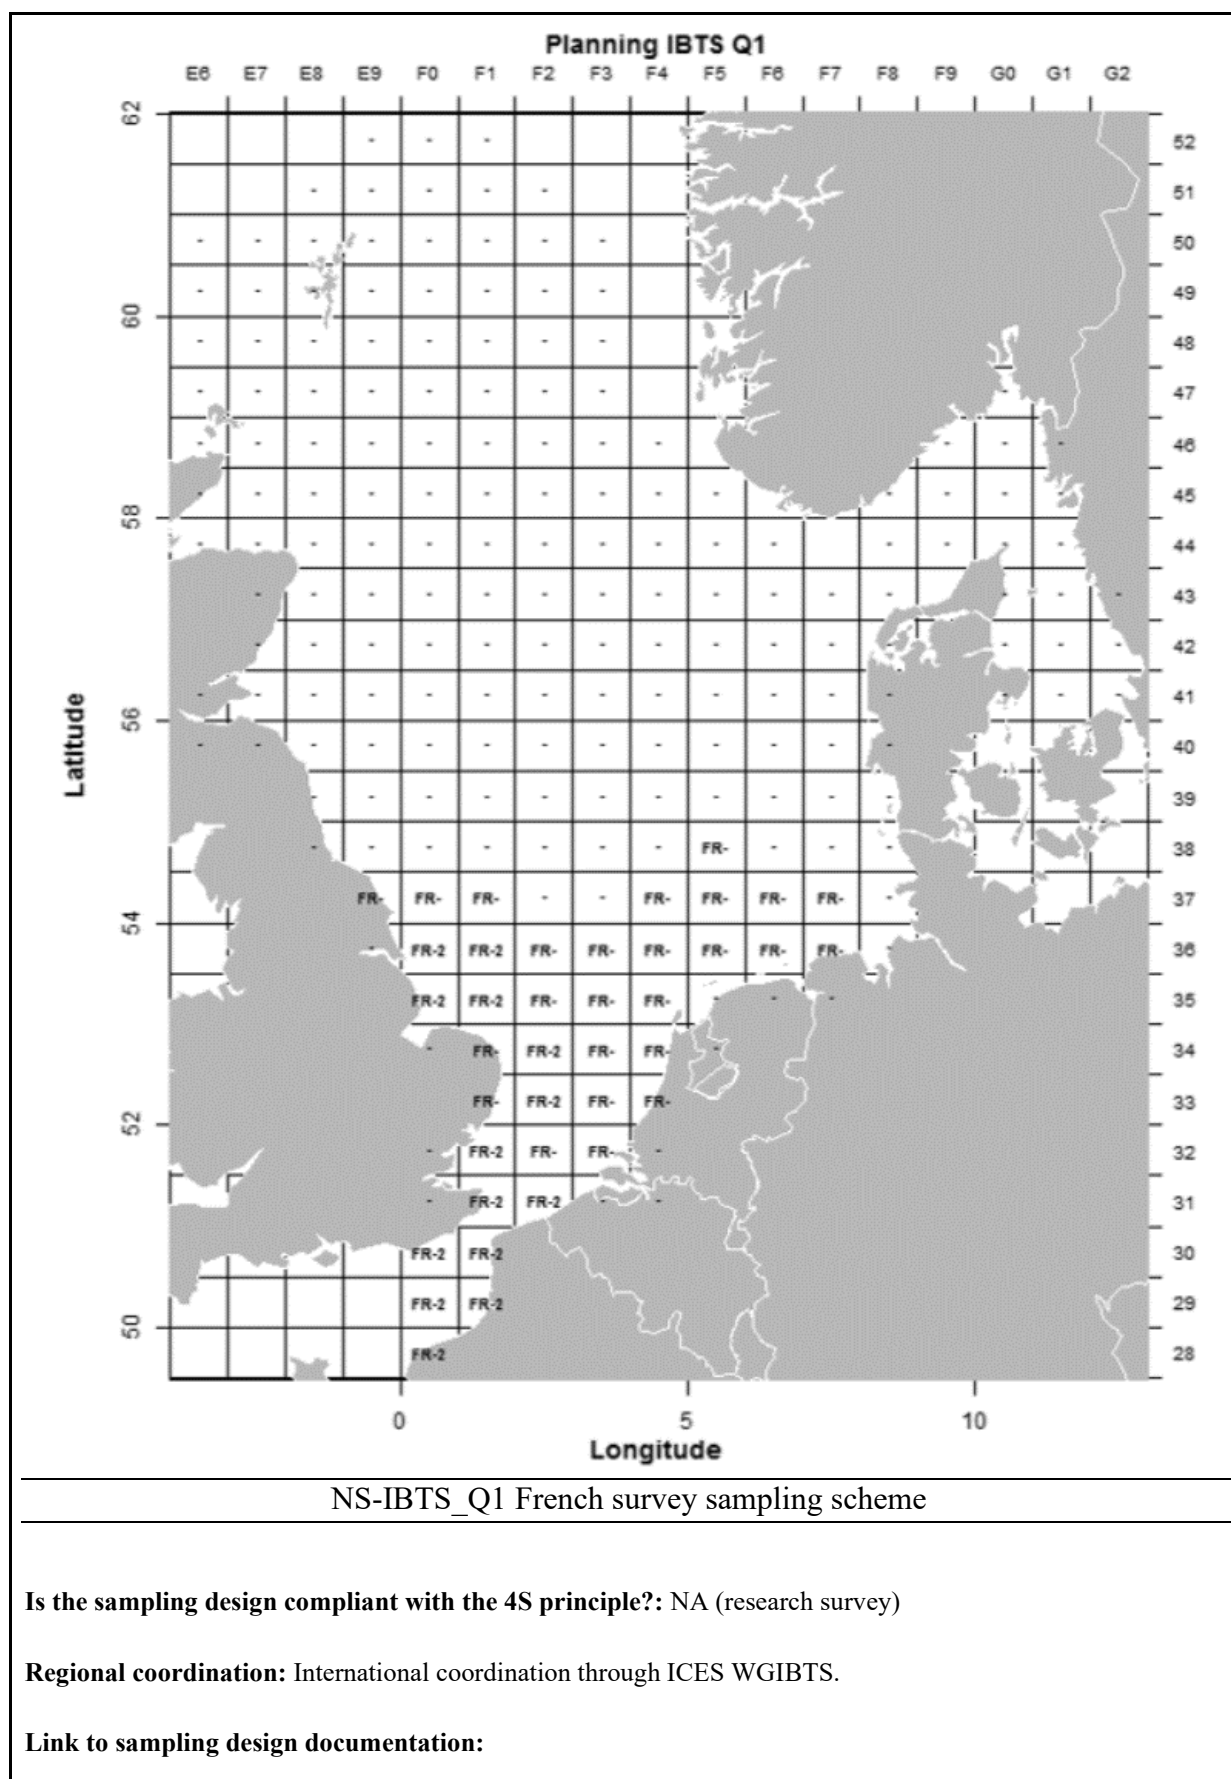 Planning IBTS Q1
E6 E7 E8 E9 F0 F1 F2 F3 F4 F5 F6 F7 F8 F9 G0 G1 G2
62
- - - 52
- - - - - 51
- - - - - - - - 50
- - - - - - - - 49
60
- - - - - - - - 48
- - - - - - - - - 47
- - - - - - - - - - - - 46
- - - - - - - - - - - - - - 45
58
- - - - - - - - - - - - - - - 44
- - - - - - - - - - - - - - 43
- - - - - - - - - - - - - - - 42
- - - - - - - - - - - - - - - 41
56
- - - - - - - - - - - - - - 40
- - - - - - - - - - - 39
- - - - - - - FR- - - - 38
FR- FR- FR- - - FR- FR- FR- FR- - 37
54
- FR-2 FR-2 FR- FR- FR- FR- FR- FR- - 36
FR-2 FR-2 FR- FR- FR- - - - 35
- FR- FR-2 FR- FR- - 34
FR- FR-2 FR- FR- 33
52
- FR-2 FR- FR- - 32
- FR-2 FR-2 - - 31
FR-2 FR-2 30
FR-2 FR-2 29
50
FR-2 28
Latitude
0 5 10
Longitude
NS-IBTS_Q1 French survey sampling scheme
Is the sampling design compliant with the 4S principle?: NA (research survey)
Regional coordination: International coordination through ICES WGIBTS.
Link to sampling design documentation: